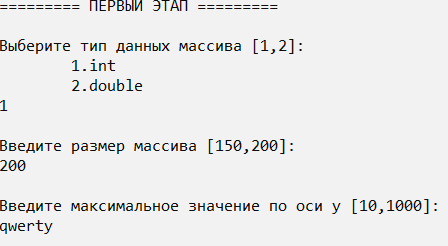 ========= ПЕРВЫЙ ЭТАП =========
Выберите тип данных массива [1,2]:
1.int
2.double
1
Введите размер массива [150,200]:
200
Введите максимальное значение по оси y [10,1000]:
qwerty